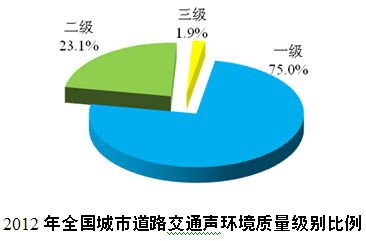 三级
1.9%
二级
23.1%
一级
75.0%
2012 年全国城市道路交通声环境质量级别比例